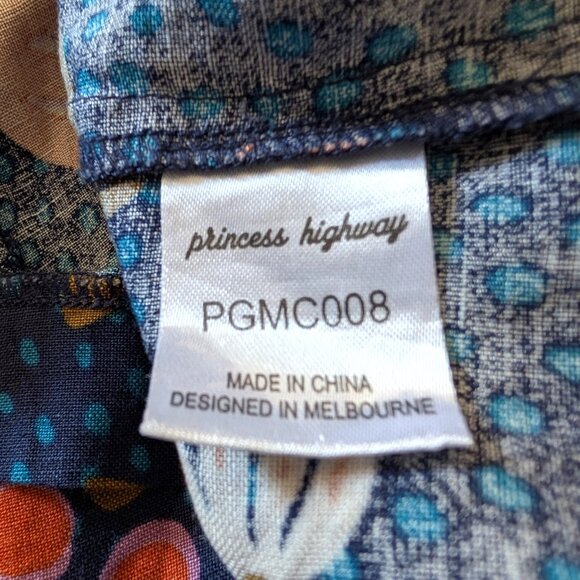 princess highway
PGMC008
MADE IN CHINA
DESIGNED IN MELBOURNE